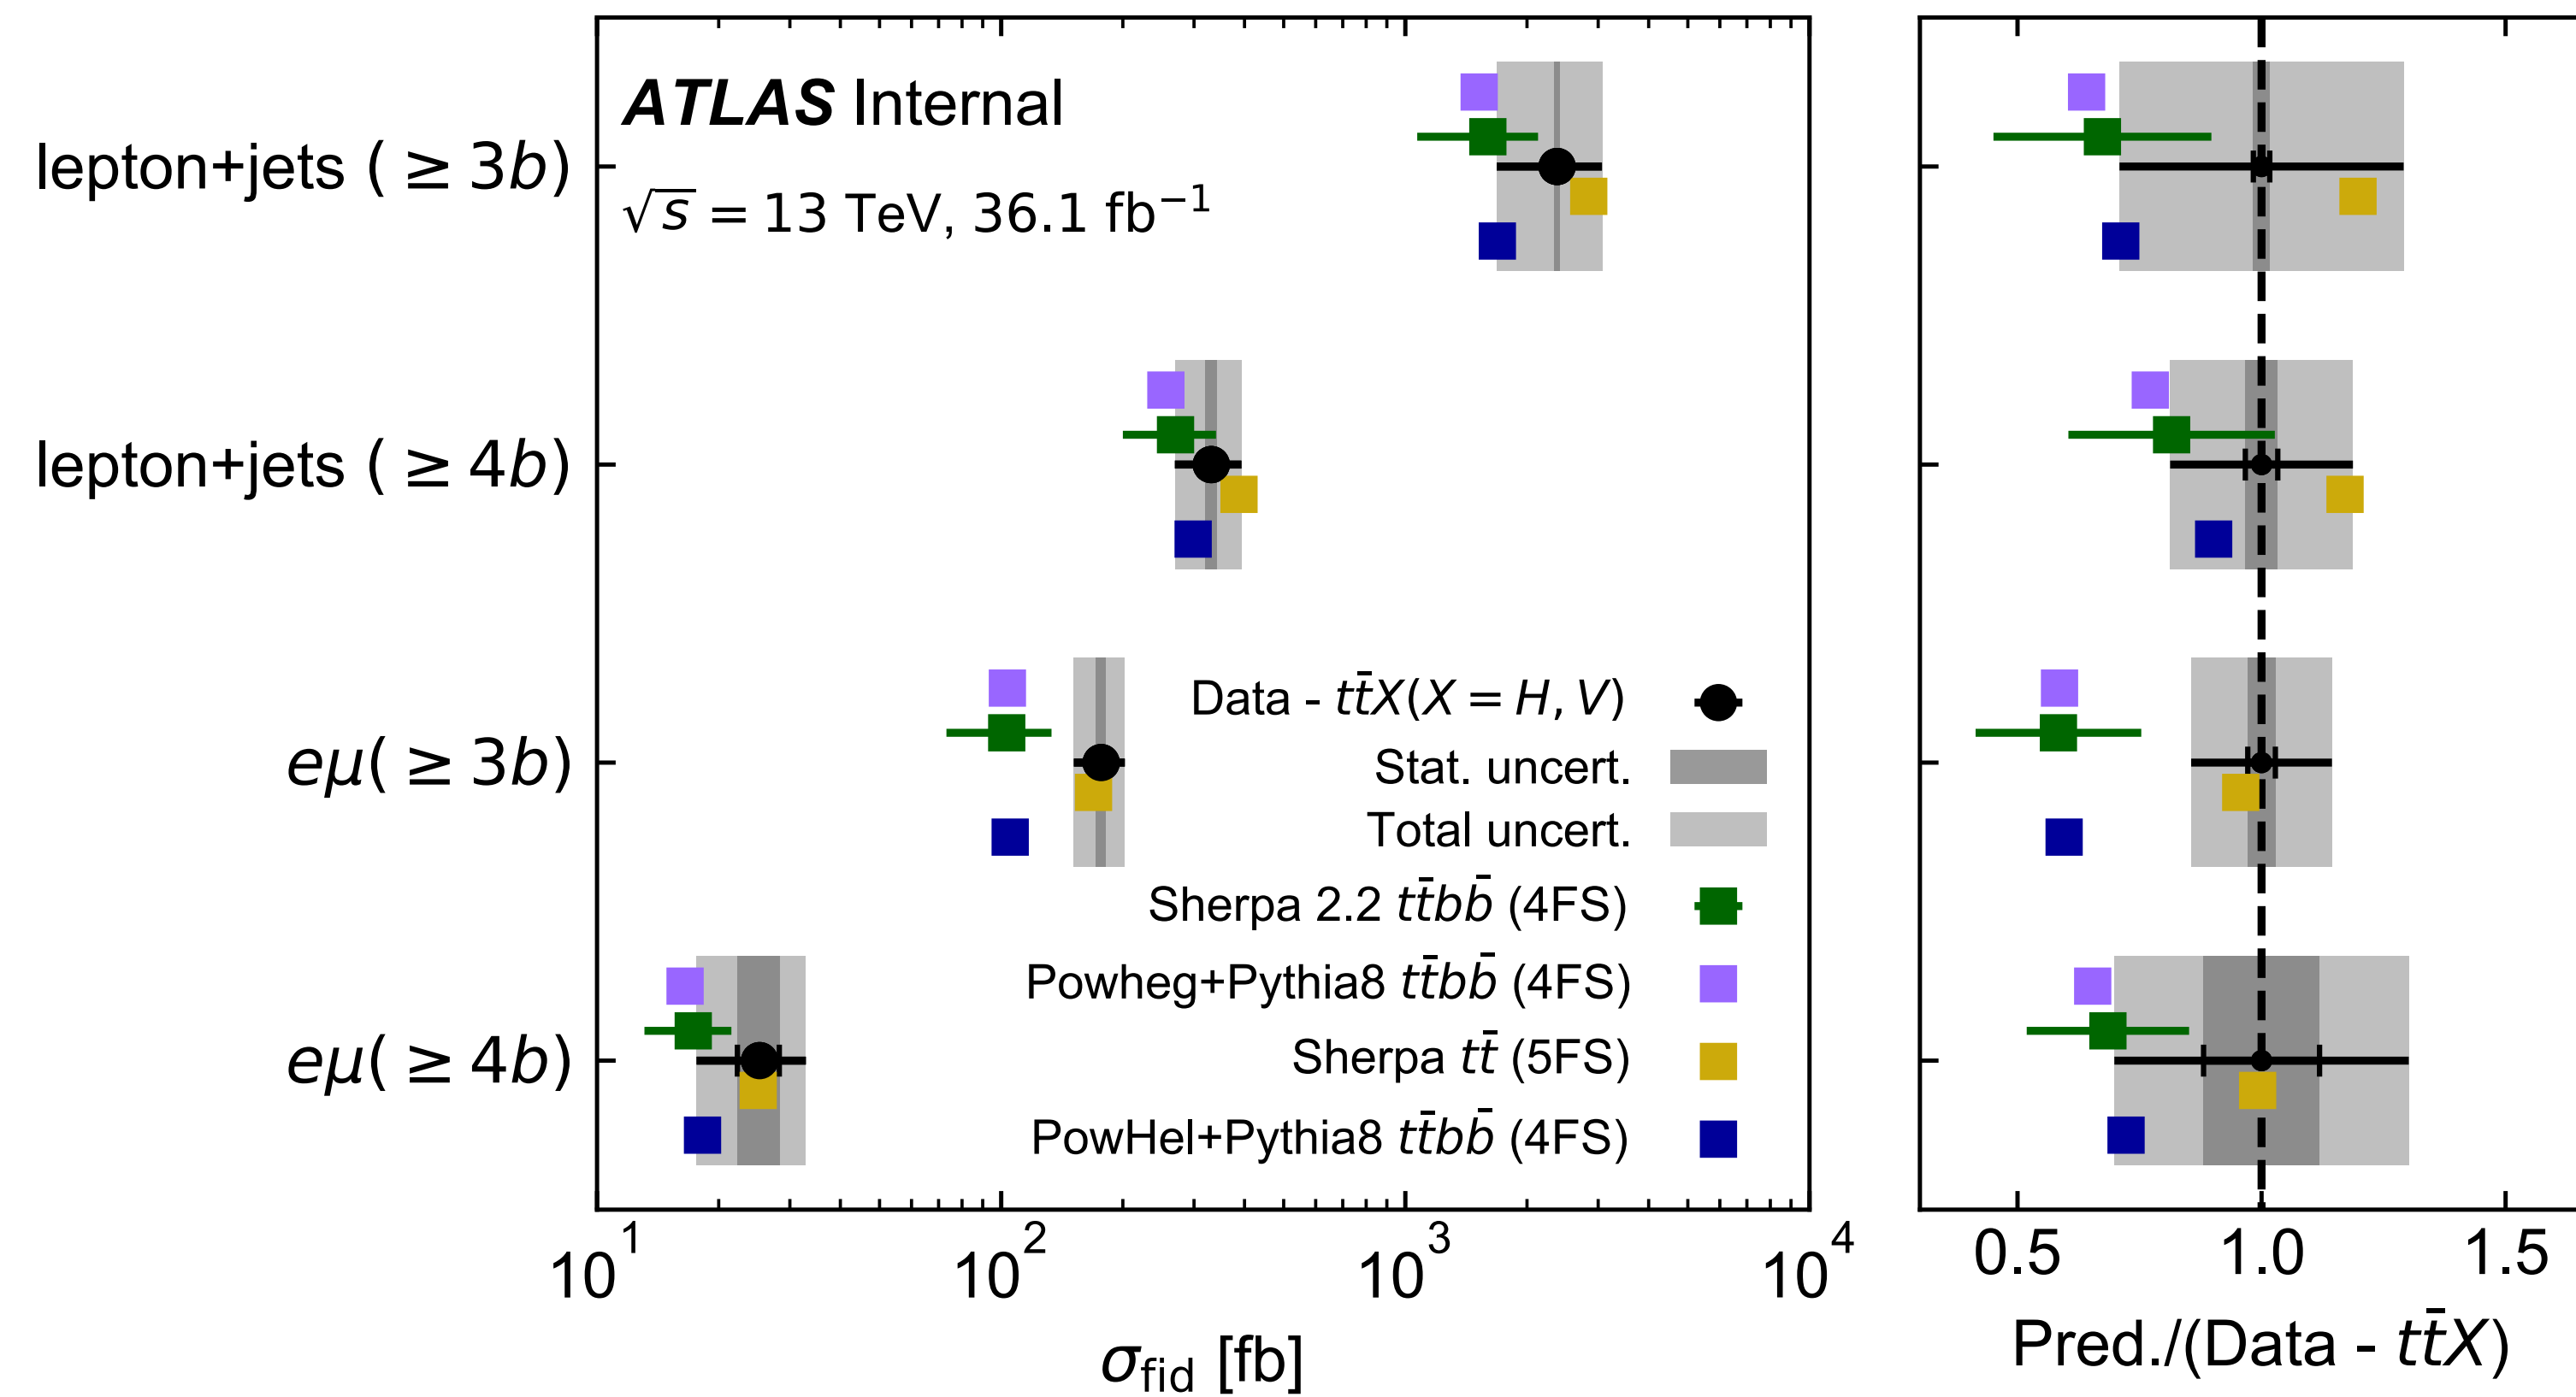 ATLAS Internal
√s = 13 TeV, 36.1 fb⁻¹
lepton+jets ( ≥ 3b)
lepton+jets ( ≥ 4b)
eμ( ≥ 3b)
eμ( ≥ 4b)
Data - tt̄X(X = H, V)
Stat. uncert.
Total uncert.
Sherpa 2.2 tt̄bb̄ (4FS)
Powheg+Pythia8 tt̄bb̄ (4FS)
Sherpa tt̄ (5FS)
PowHel+Pythia8 tt̄bb̄ (4FS)
10¹ 10² 10³ 10⁴
σ_fid [fb]
0.5 1.0 1.5
Pred./(Data - tt̄X)